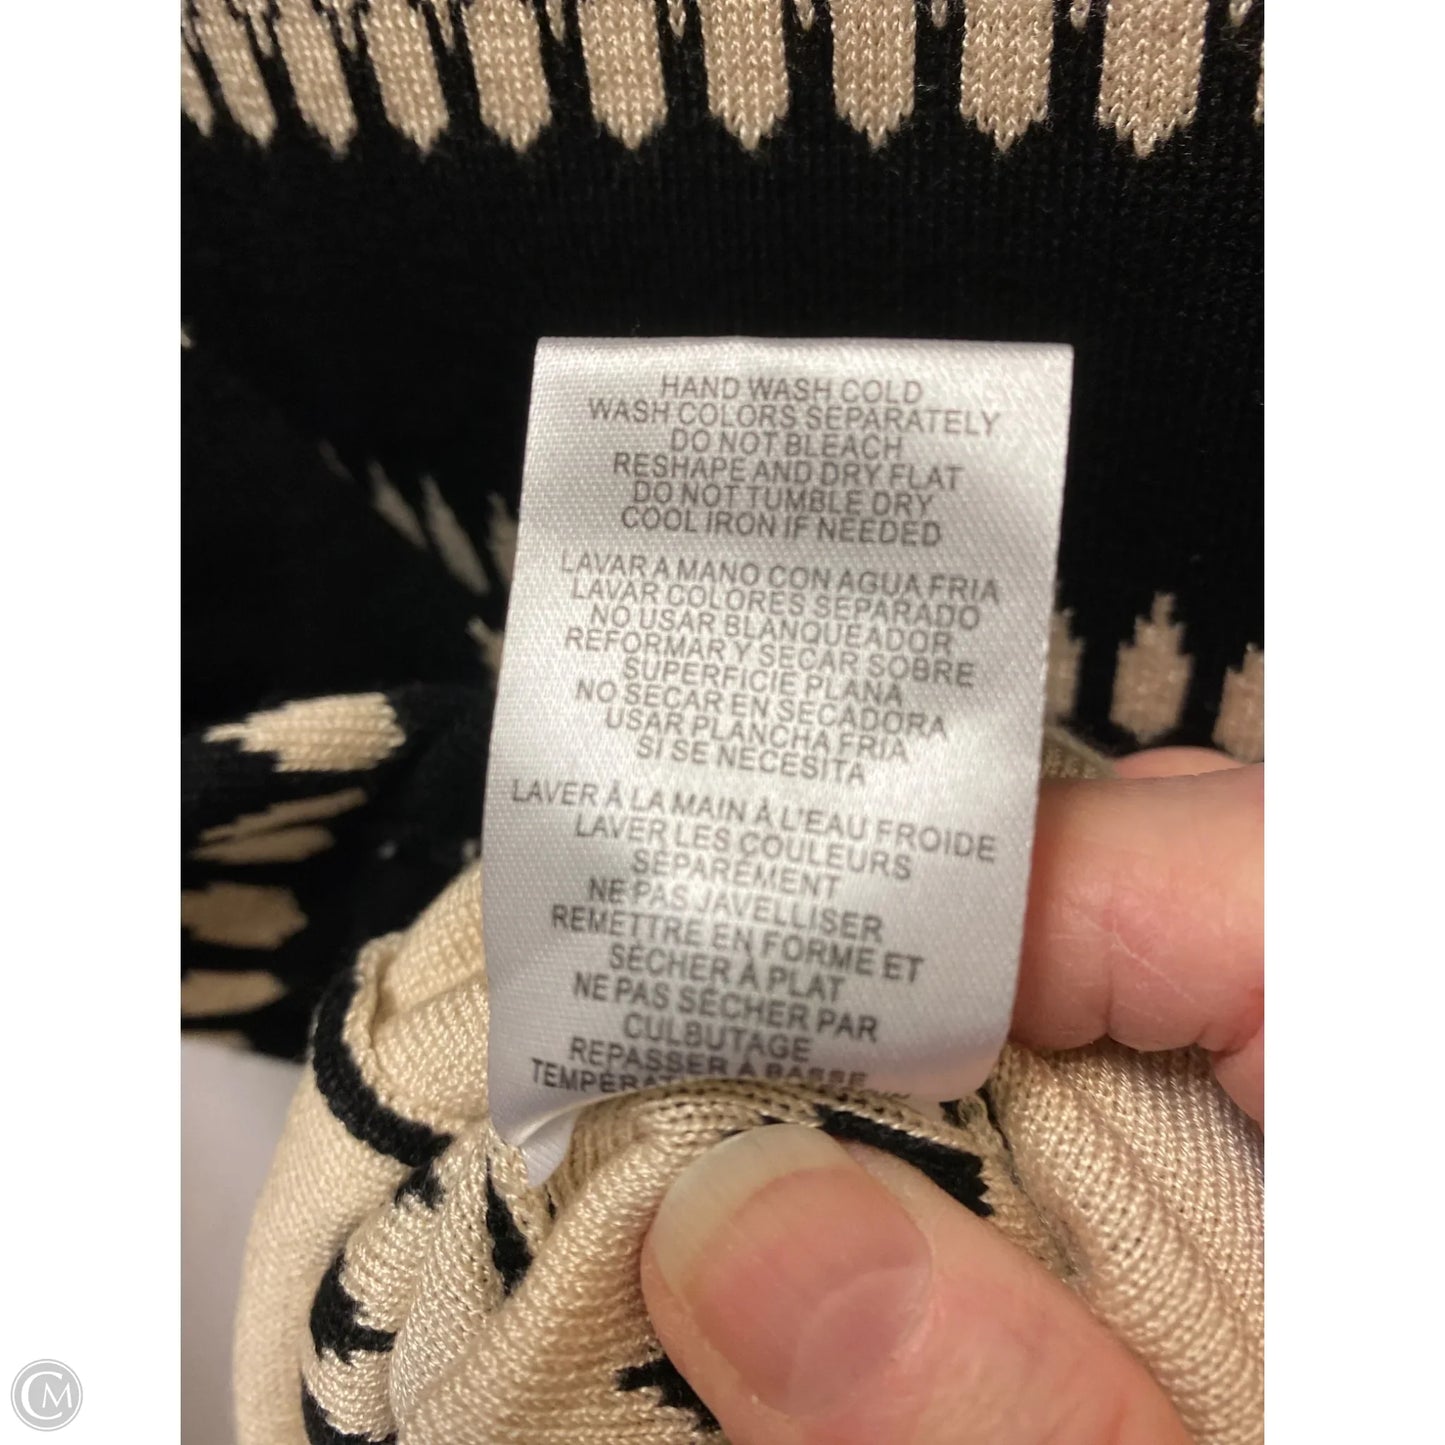 HAND WASH COLD
WASH COLORS SEPARATELY
DO NOT BLEACH
RESHAPE AND DRY FLAT
DO NOT TUMBLE DRY
COOL IRON IF NEEDED
LAVAR A MANO CON AGUA FRIA
LAVAR COLORES SEPARADO
NO USAR BLANQUEADOR
REFORMAR Y SECAR SOBRE
SUPERFICIE PLANA
NO SECAR EN SECADORA
USAR PLANCHA FRIA
SI SE NECESITA
LAVER À LA MAIN À L'EAU FROIDE
LAVER LES COULEURS
SÉPARÉMENT
NE PAS JAVELLISER
REMETTRE EN FORME ET
SÉCHER À PLAT
NE PAS SÉCHER PAR
CULBUTAGE
REPASSER À BASSE
CM